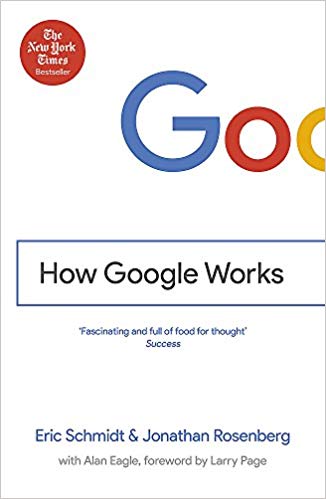 The
New York
Times
Bestseller
Goo
How Google Works
‘Fascinating and full of food for thought’
Success
Eric Schmidt & Jonathan Rosenberg
with Alan Eagle, foreword by Larry Page